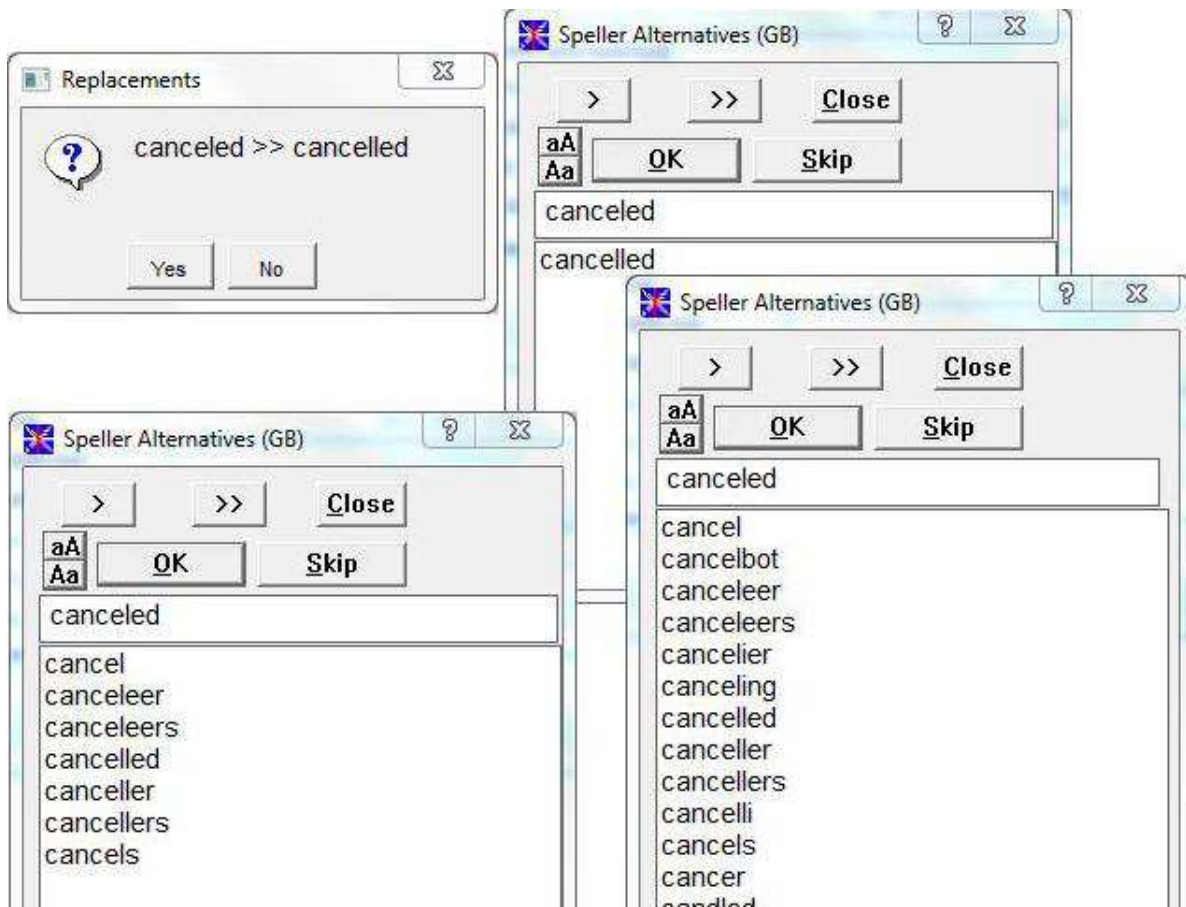 Replacements
canceled >> cancelled
Yes No
Speller Alternatives (GB)
> >> Close
aA
Aa
OK Skip
canceled
cancelled
Speller Alternatives (GB)
> >> Close
aA
Aa
OK Skip
canceled
cancel
canceleer
canceleers
cancelled
canceller
cancellers
cancels
Speller Alternatives (GB)
> >> Close
aA
Aa
OK Skip
canceled
cancel
cancelbot
canceleer
canceleers
cancelier
canceling
cancelled
canceller
cancellers
cancelli
cancels
cancer
candled